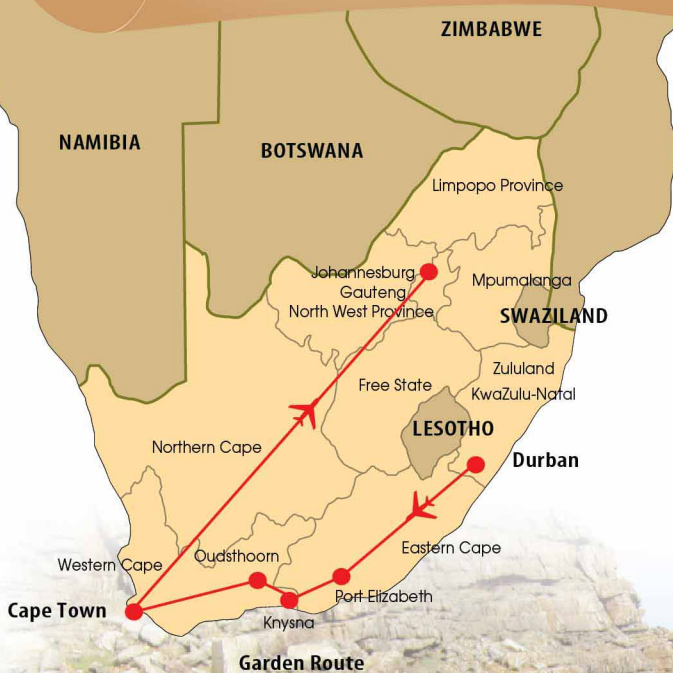 ZIMBABWE
NAMIBIA
BOTSWANA
Limpopo Province
Johannesburg
Gauteng
North West Province
Mpumalanga
SWAZILAND
Zululand
KwaZulu-Natal
Free State
LESOTHO
Northern Cape
Durban
Eastern Cape
Oudsthoorn
Western Cape
Port Elizabeth
Cape Town
Knysna
Garden Route